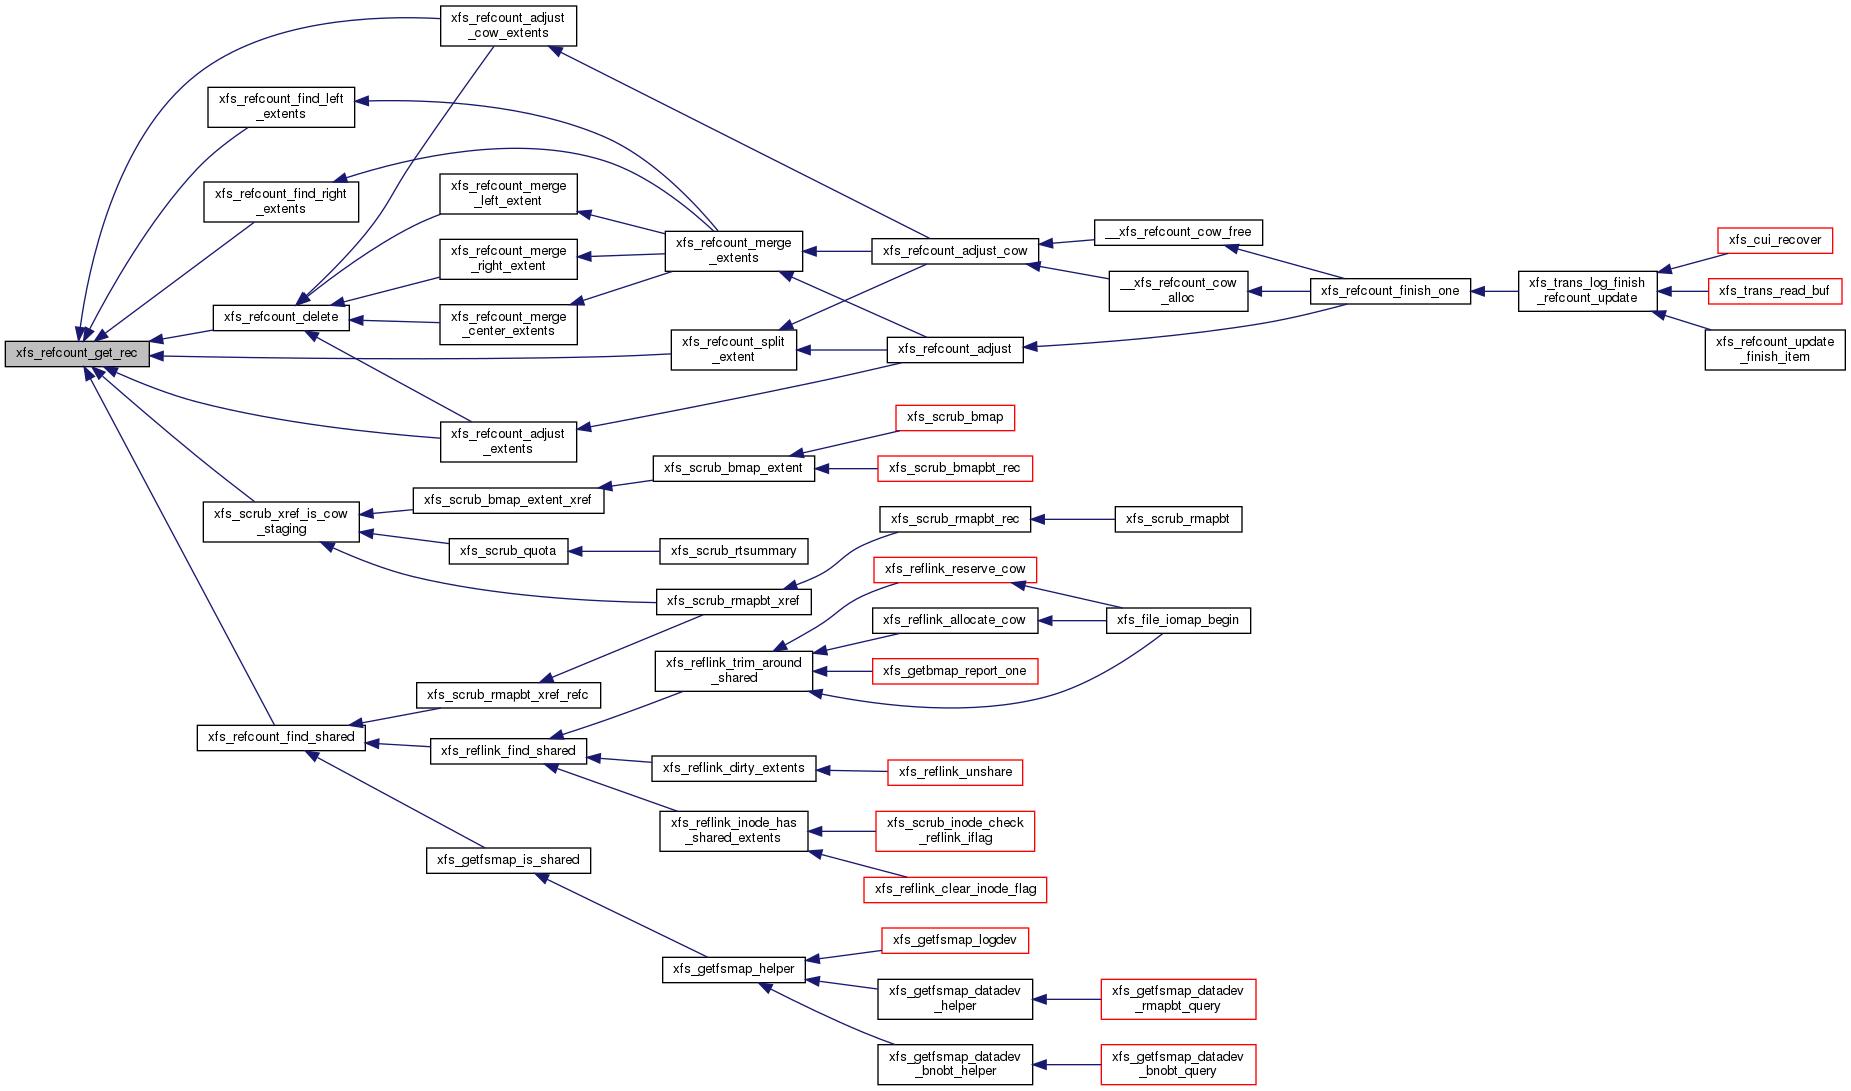 xfs_refcount_adjust
_cow_extents
xfs_refcount_find_left
_extents
xfs_refcount_find_right
_extents
xfs_refcount_merge
_left_extent
xfs_refcount_merge
_right_extent
xfs_refcount_delete
xfs_refcount_merge
_center_extents
xfs_refcount_get_rec
xfs_refcount_merge
_extents
xfs_refcount_split
_extent
xfs_refcount_adjust_cow
xfs_refcount_adjust
__xfs_refcount_cow_free
__xfs_refcount_cow
_alloc
xfs_refcount_finish_one
xfs_trans_log_finish
_refcount_update
xfs_cui_recover
xfs_trans_read_buf
xfs_refcount_update
_finish_item
xfs_refcount_adjust
_extents
xfs_scrub_bmap
xfs_scrub_bmap_extent
xfs_scrub_bmapbt_rec
xfs_scrub_bmap_extent_xref
xfs_scrub_xref_is_cow
_staging
xfs_scrub_quota
xfs_scrub_rtsummary
xfs_scrub_rmapbt_rec
xfs_scrub_rmapbt
xfs_scrub_rmapbt_xref
xfs_reflink_reserve_cow
xfs_reflink_allocate_cow
xfs_file_iomap_begin
xfs_reflink_trim_around
_shared
xfs_getbmap_report_one
xfs_scrub_rmapbt_xref_refc
xfs_refcount_find_shared
xfs_reflink_find_shared
xfs_reflink_dirty_extents
xfs_reflink_unshare
xfs_reflink_inode_has
_shared_extents
xfs_scrub_inode_check
_reflink_iflag
xfs_reflink_clear_inode_flag
xfs_getfsmap_is_shared
xfs_getfsmap_helper
xfs_getfsmap_logdev
xfs_getfsmap_datadev
_helper
xfs_getfsmap_datadev
_rmapbt_query
xfs_getfsmap_datadev
_bnobt_helper
xfs_getfsmap_datadev
_bnobt_query